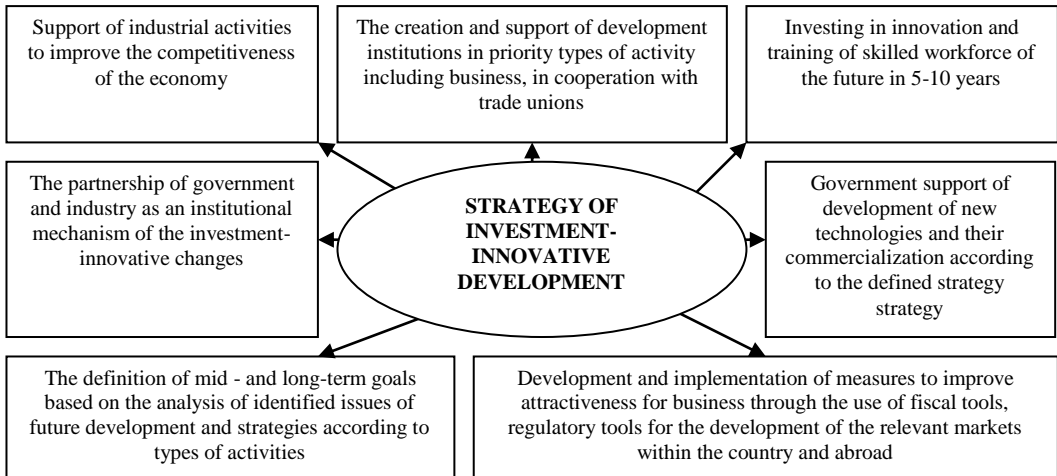 Support of industrial activities
to improve the competitiveness
of the economy
The creation and support of development
institutions in priority types of activity
including business, in cooperation with
trade unions
Investing in innovation and
training of skilled workforce of
the future in 5-10 years
The partnership of government
and industry as an institutional
mechanism of the investment-
innovative changes
STRATEGY OF
INVESTMENT-
INNOVATIVE
DEVELOPMENT
Government support of
development of new
technologies and their
commercialization according
to the defined strategy
strategy
The definition of mid - and long-term goals
based on the analysis of identified issues of
future development and strategies according to
types of activities
Development and implementation of measures to improve
attractiveness for business through the use of fiscal tools,
regulatory tools for the development of the relevant markets
within the country and abroad